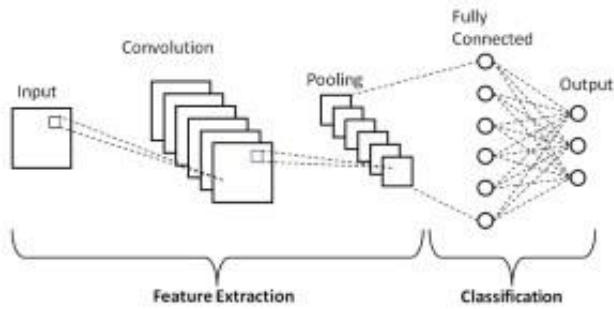 Fully
Connected
Convolution
Pooling
Output
Input
Feature Extraction
Classification